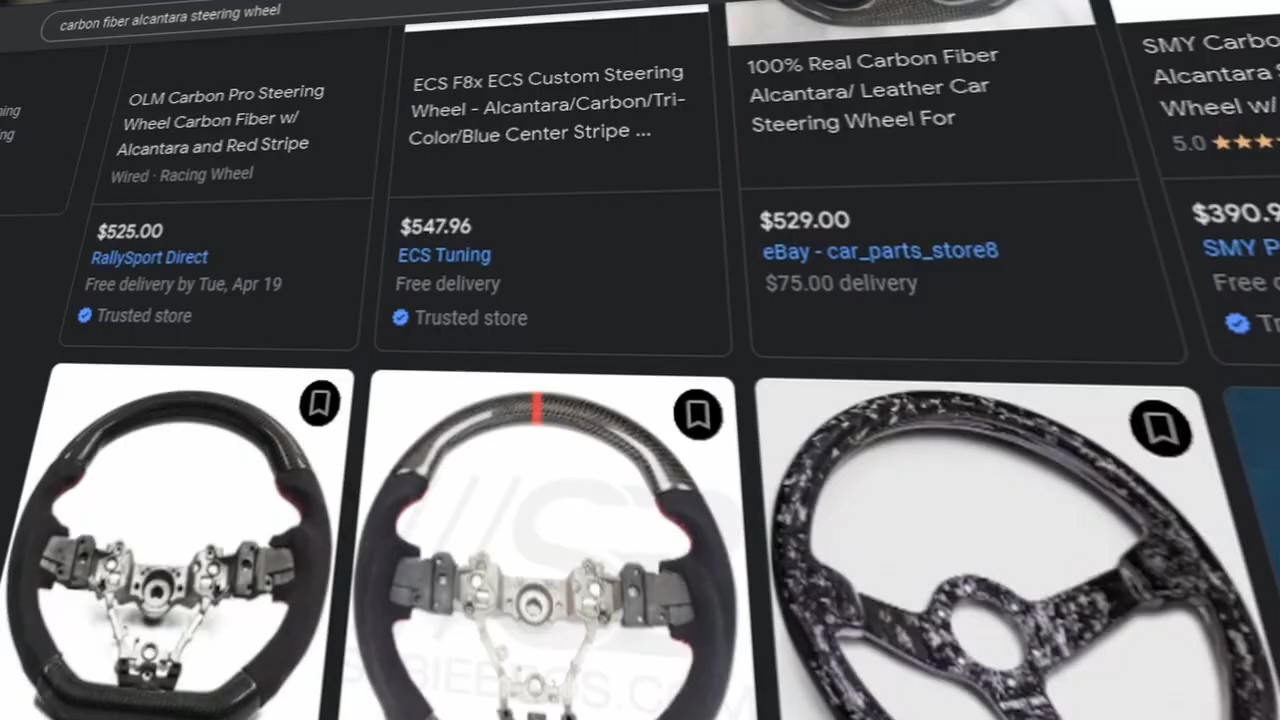 carbon fiber alcantara steering wheel
OLM Carbon Pro Steering
Wheel Carbon Fiber w/
Alcantara and Red Stripe
Wired · Racing Wheel
$525.00
RallySport Direct
Free delivery by Tue, Apr 19
Trusted store
ECS F8x ECS Custom Steering
Wheel - Alcantara/Carbon/Tri-
Color/Blue Center Stripe ...
$547.96
ECS Tuning
Free delivery
Trusted store
100% Real Carbon Fiber
Alcantara/ Leather Car
Steering Wheel For
$529.00
eBay - car_parts_store8
$75.00 delivery
SMY Carbo
Alcantara
Wheel w/
5.0
$390.9
SMY P
Free